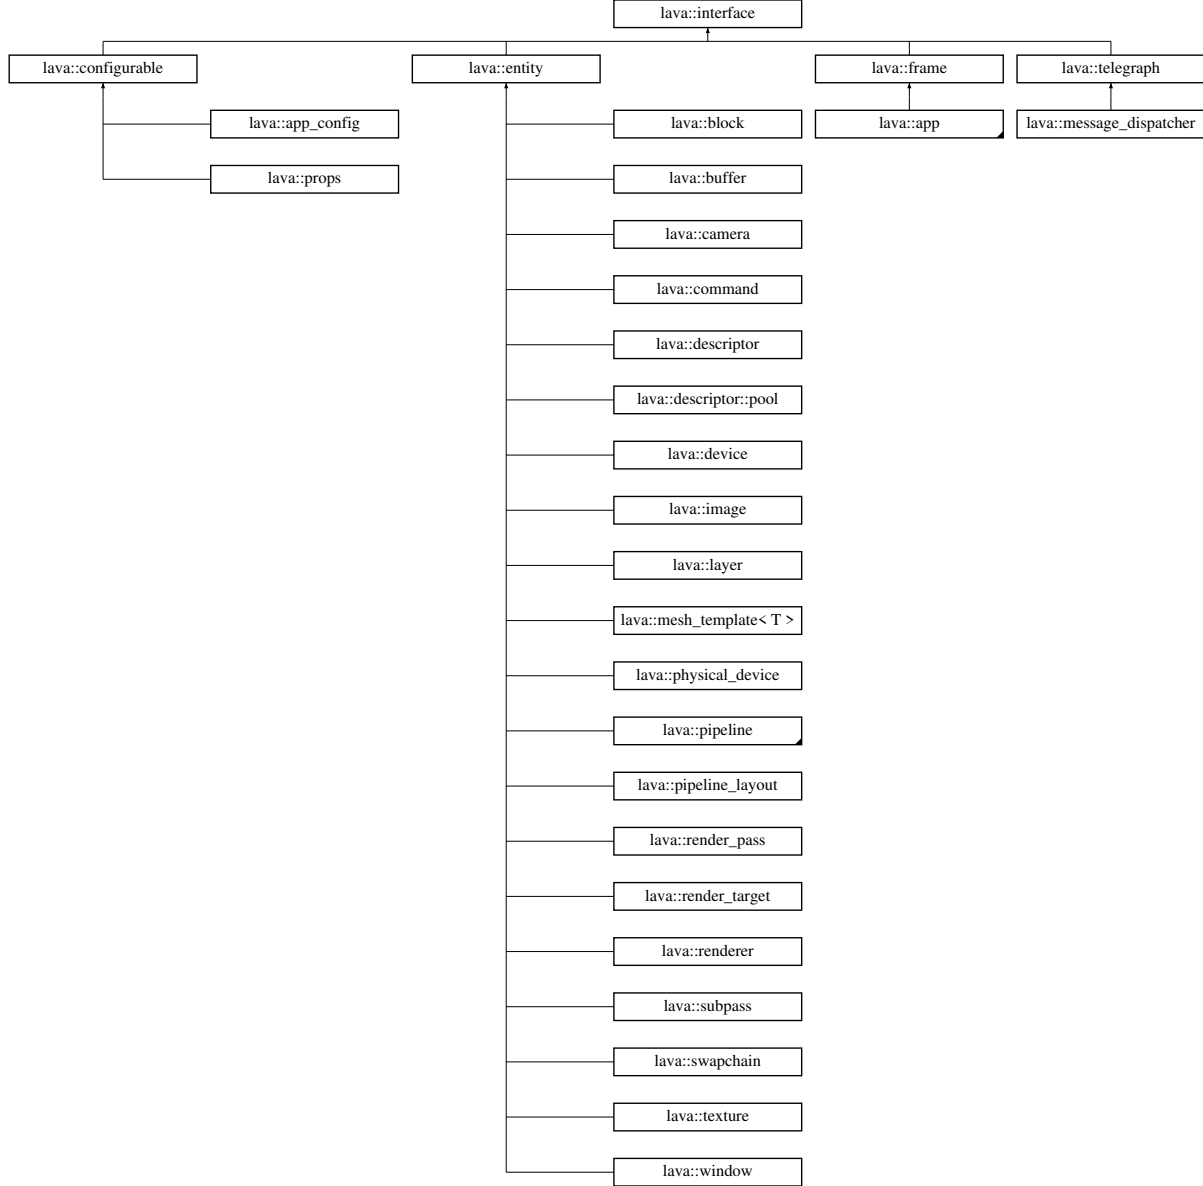 lava::interface
lava::configurable
lava::entity
lava::frame
lava::telegraph
lava::app_config
lava::block
lava::app
lava::message_dispatcher
lava::props
lava::buffer
lava::camera
lava::command
lava::descriptor
lava::descriptor::pool
lava::device
lava::image
lava::layer
lava::mesh_template< T >
lava::physical_device
lava::pipeline
lava::pipeline_layout
lava::render_pass
lava::render_target
lava::renderer
lava::subpass
lava::swapchain
lava::texture
lava::window